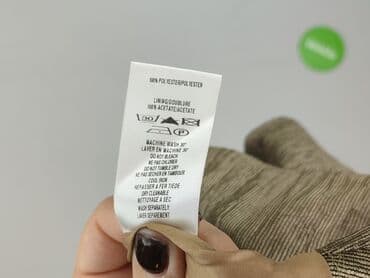 100% POLYESTER/POLYESTER
LINING/DOUBLURE
100% ACETATE/ACETATE
30
P
MACHINE WASH 30°
LAVER EN MACHINE 30°
DO NOT BLEACH
NE PAS CHLORER
DO NOT TUMBLE DRY
NE PAS SECHER EN TAMBOUR
COOL IRON
REPASSER A FER TIEDE
DRY CLEANABLE
NETTOYAGE A SEC
WASH SEPARATELY
LAVER SEPAREMENT